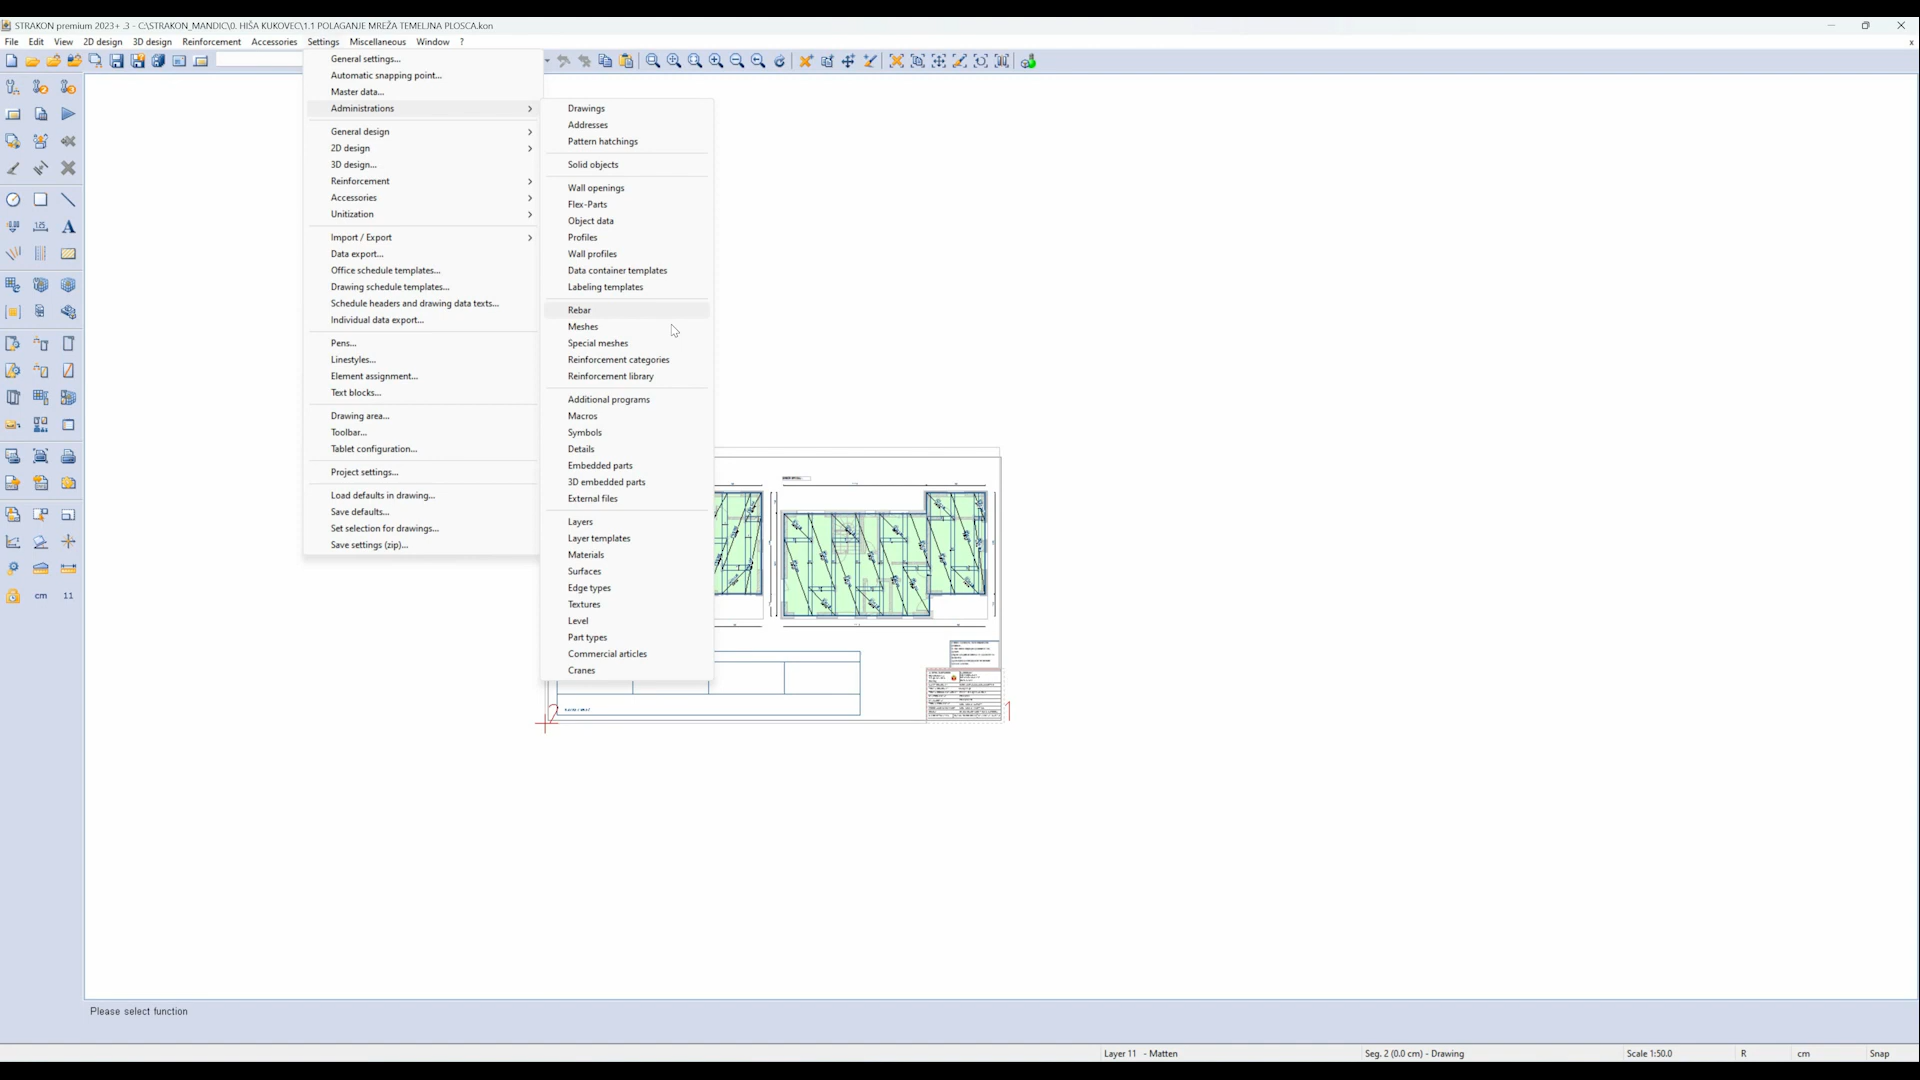 STRAKON premium 2023+ .3 - C:\STRAKON_MANDIC\0. HIŠA KUKOVEC\1.1 POLAGANJE MREŽA TEMELJNA PLOSCA.kon
File Edit View 2D design 3D design Reinforcement Accessories Settings Miscellaneous Window ?
General settings...
Automatic snapping point...
Master data...
Administrations
General design
2D design
3D design...
Reinforcement
Accessories
Unitization
Import / Export
Data export...
Office schedule templates...
Drawing schedule templates...
Schedule headers and drawing data texts...
Individual data export...
Pens...
Linestyles...
Element assignment...
Text blocks...
Drawing area...
Toolbar...
Tablet configuration...
Project settings...
Load defaults in drawing...
Save defaults...
Set selection for drawings...
Save settings (zip)...
Drawings
Addresses
Pattern hatchings
Solid objects
Wall openings
Flex-Parts
Object data
Profiles
Wall profiles
Data container templates
Labeling templates
Rebar
Meshes
Special meshes
Reinforcement categories
Reinforcement library
Additional programs
Macros
Symbols
Details
Embedded parts
3D embedded parts
External files
Layers
Layer templates
Materials
Surfaces
Edge types
Textures
Level
Part types
Commercial articles
Cranes
cm 11
2
1
Please select function
Layer 11 - Matten Seg. 2 (0.0 cm) - Drawing Scale 1:50.0 R cm Snap